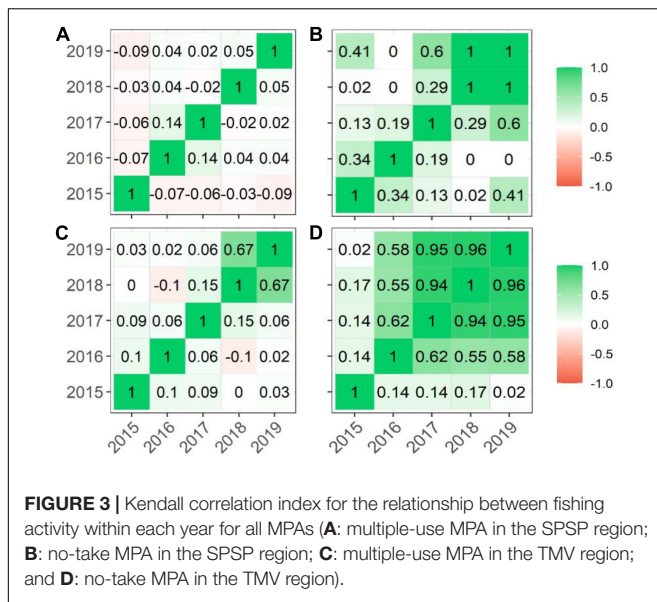 A
B
2019 -0.09 0.04 0.02 0.05 1 0.41 0 0.6 1 1
2018 -0.03 0.04 -0.02 1 0.05 0.02 0 0.29 1 1
2017 -0.06 0.14 1 -0.02 0.02 0.13 0.19 1 0.29 0.6
2016 -0.07 1 0.14 0.04 0.04 0.34 1 0.19 0 0
2015 1 -0.07 -0.06 -0.03 -0.09 1 0.34 0.13 0.02 0.41
1.0
0.5
0.0
-0.5
-1.0
C
D
2019 0.03 0.02 0.06 0.67 1 0.02 0.58 0.95 0.96 1
2018 0 -0.1 0.15 1 0.67 0.17 0.55 0.94 1 0.96
2017 0.09 0.06 1 0.15 0.06 0.14 0.62 1 0.94 0.95
2016 0.1 1 0.06 -0.1 0.02 0.14 1 0.62 0.55 0.58
2015 1 0.1 0.09 0 0.03 1 0.14 0.14 0.17 0.02
1.0
0.5
0.0
-0.5
-1.0
2015 2016 2017 2018 2019 2015 2016 2017 2018 2019
FIGURE 3 | Kendall correlation index for the relationship between fishing
activity within each year for all MPAs (A: multiple-use MPA in the SPSP region;
B: no-take MPA in the SPSP region; C: multiple-use MPA in the TMV region;
and D: no-take MPA in the TMV region).